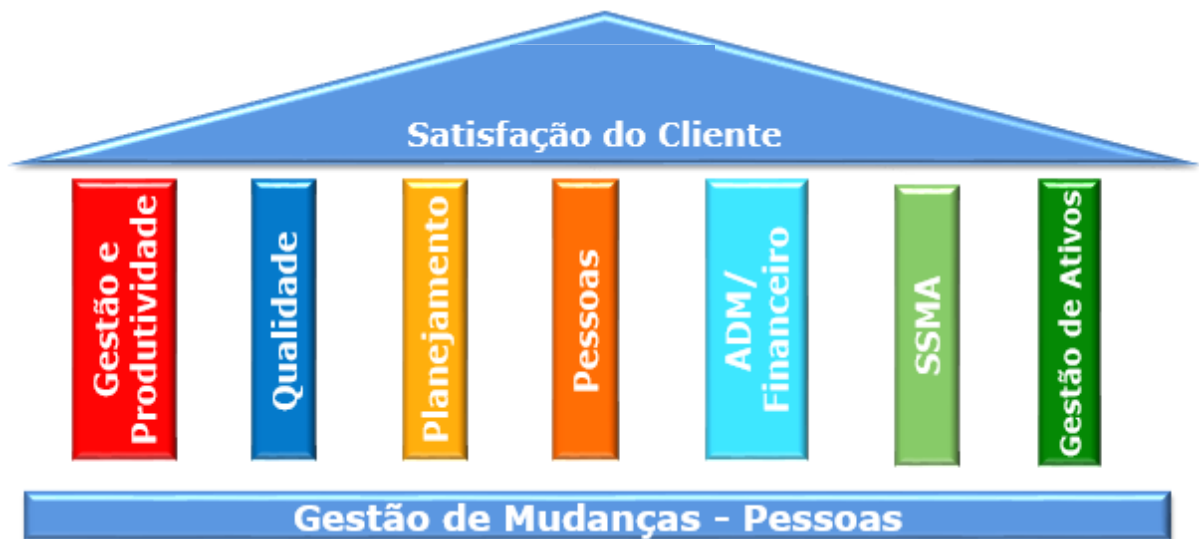 Satisfação do Cliente
Gestão e
Produtividade
Qualidade
Planejamento
Pessoas
ADM/
Financeiro
SSMA
Gestão de Ativos
Gestão de Mudanças - Pessoas